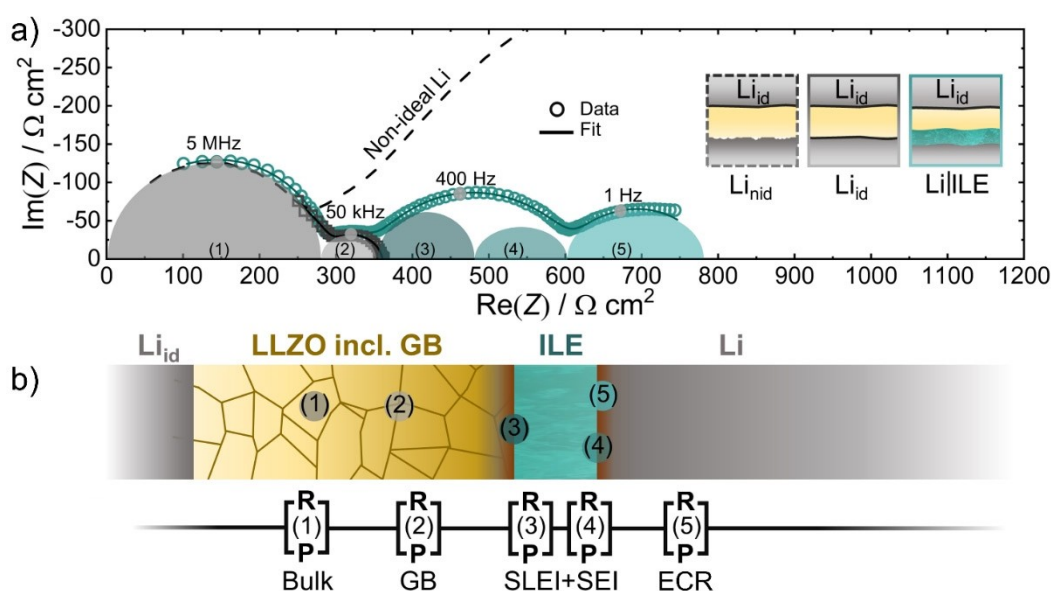 a)
Im(Z) / Ω cm²
-300
-250
-200
-150
-100
-50
0
5 MHz
50 kHz
400 Hz
1 Hz
Non-ideal Li
Data
Fit
Li_id
Li_id
Li_id
Li_nid
Li_id
Li|ILE
(1)
(2)
(3)
(4)
(5)
0 100 200 300 400 500 600 700 800 900 1000 1100 1200
Re(Z) / Ω cm²
b)
Li_id
LLZO incl. GB
ILE
Li
(1)
(2)
(3)
(4)
(5)
R R R R R
(1) (2) (3) (4) (5)
P P P P P
Bulk GB SLEI+SEI ECR